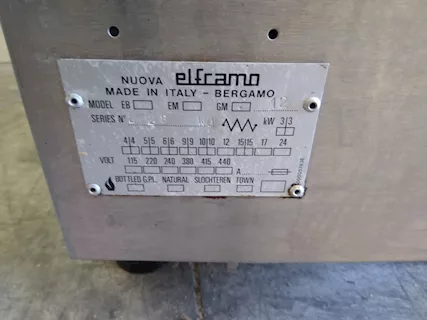 NUOVA elframo
MADE IN ITALY - BERGAMO
MODEL EB EM GM 12
SERIES N° kW 3|3
4|4 5|5 6|6 9|9 10|10 12 15|15 17 24
VOLT 115 220 240 380 415 440 A
BOTTLED G.P.L. NATURAL SLOCHTEREN TOWN